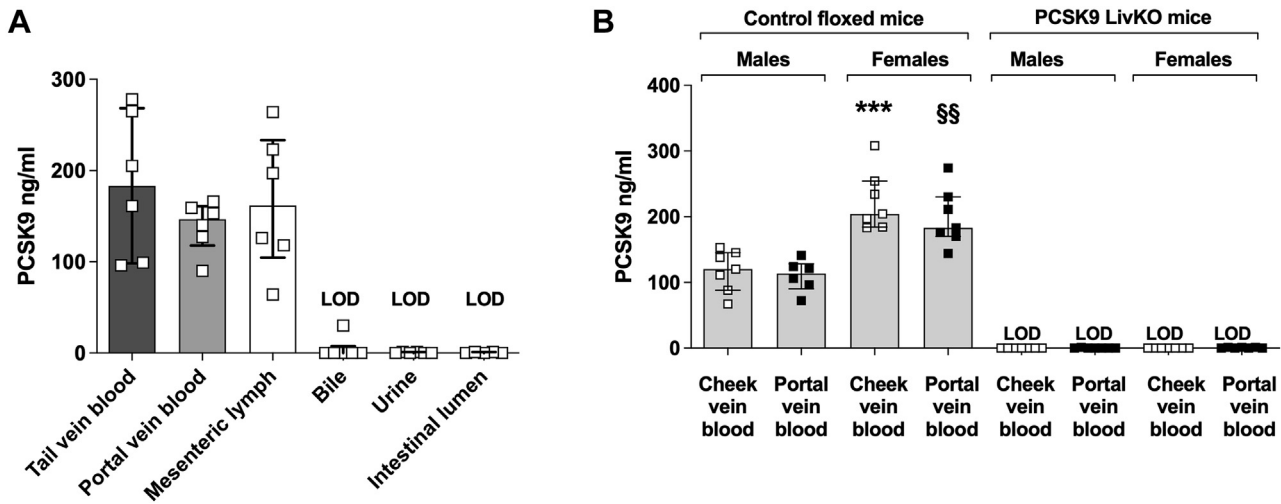 A
PCSK9 ng/ml
300
200
100
0
LOD LOD LOD
Tail vein blood
Portal vein blood
Mesenteric lymph
Bile
Urine
Intestinal lumen
B
Control floxed mice PCSK9 LivKO mice
Males Females Males Females
PCSK9 ng/ml
400
300
200
100
0
*** §§
LOD LOD LOD LOD
Cheek Portal Cheek Portal Cheek Portal Cheek Portal
vein vein vein vein vein vein vein vein
blood blood blood blood blood blood blood blood